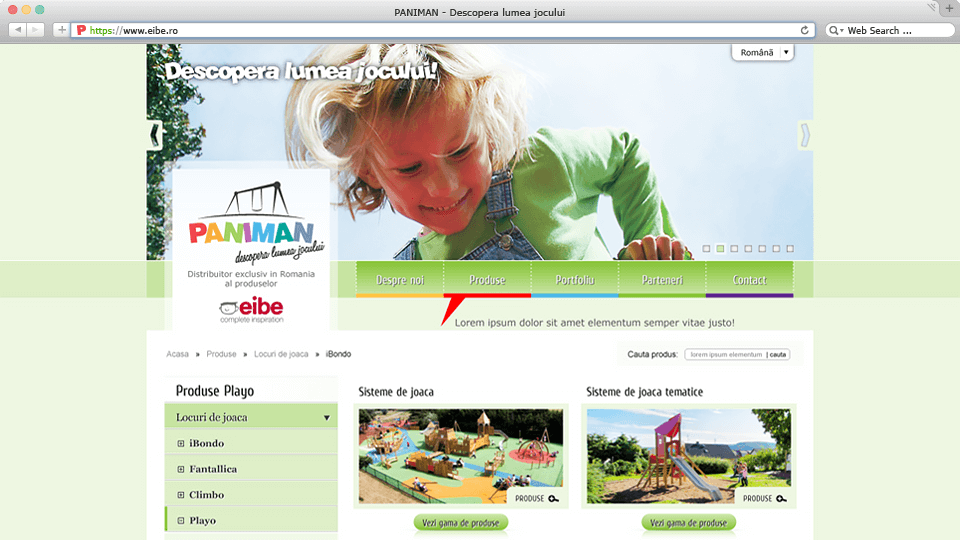 PANIMAN - Descopera lumea jocului
https://www.eibe.ro
Web Search ...
Română
Descopera lumea jocului!
PANIMAN
descopera lumea jocului
Distribuitor exclusiv in Romania
al produselor
eibe
complete inspiration
Despre noi
Produse
Portfoliu
Parteneri
Contact
Lorem ipsum dolor sit amet elementum semper vitae justo!
Acasa » Produse » Locuri de joaca » iBondo
Cauta produs: lorem ipsum elementum | cauta
Produse Playo
Locuri de joaca
iBondo
Fantallica
Climbo
Playo
Sisteme de joaca
PRODUSE
Vezi gama de produse
Sisteme de joaca tematice
PRODUSE
Vezi gama de produse